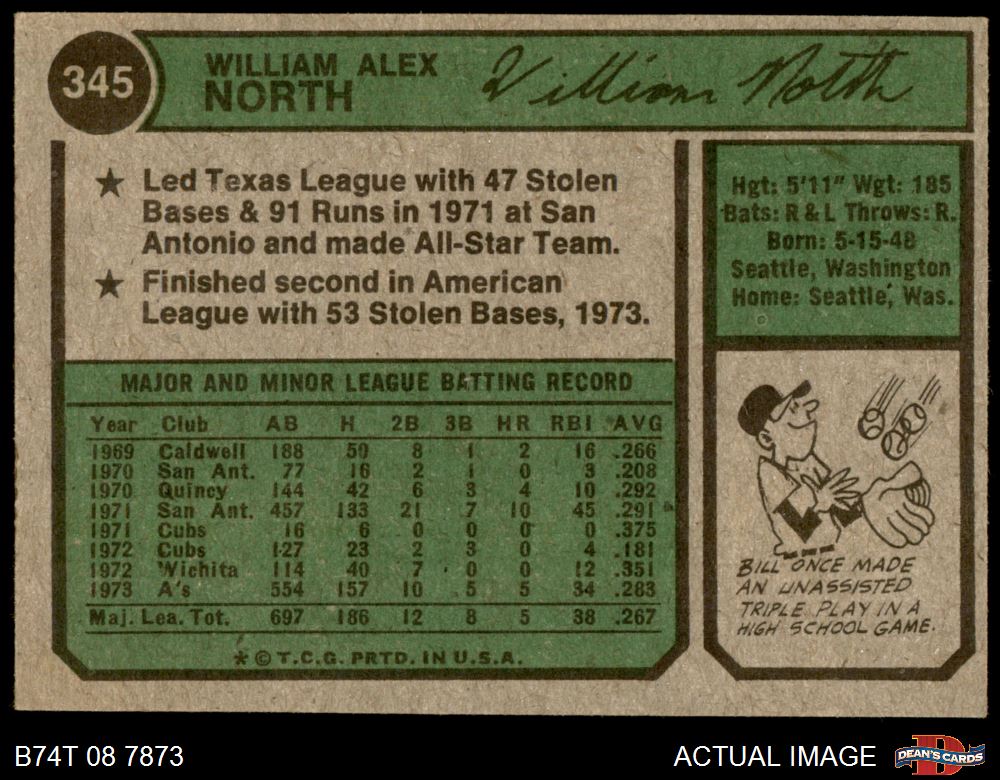 345
WILLIAM ALEX
NORTH
William North
★ Led Texas League with 47 Stolen
Bases & 91 Runs in 1971 at San
Antonio and made All-Star Team.
★ Finished second in American
League with 53 Stolen Bases, 1973.
Hgt: 5'11" Wgt: 185
Bats: R & L Throws: R.
Born: 5-15-48
Seattle, Washington
Home: Seattle, Was.
MAJOR AND MINOR LEAGUE BATTING RECORD
Year Club AB H 2B 3B HR RBI AVG
1969 Caldwell 188 50 8 1 2 16 .266
1970 San Ant. 77 16 2 1 0 3 .208
1970 Quincy 144 42 6 3 4 10 .292
1971 San Ant. 457 133 21 7 10 45 .291
1971 Cubs 16 6 0 0 0 0 .375
1972 Cubs 127 23 2 3 0 4 .181
1972 Wichita 114 40 7 0 0 12 .351
1973 A's 554 157 10 5 5 34 .283
Maj. Lea. Tot. 697 186 12 8 5 38 .267
* © T.C.G. PRTD. IN U.S.A.
BILL ONCE MADE
AN UNASSISTED
TRIPLE PLAY IN A
HIGH SCHOOL GAME.
B74T 08 7873
ACTUAL IMAGE
D
DEAN'S CARDS